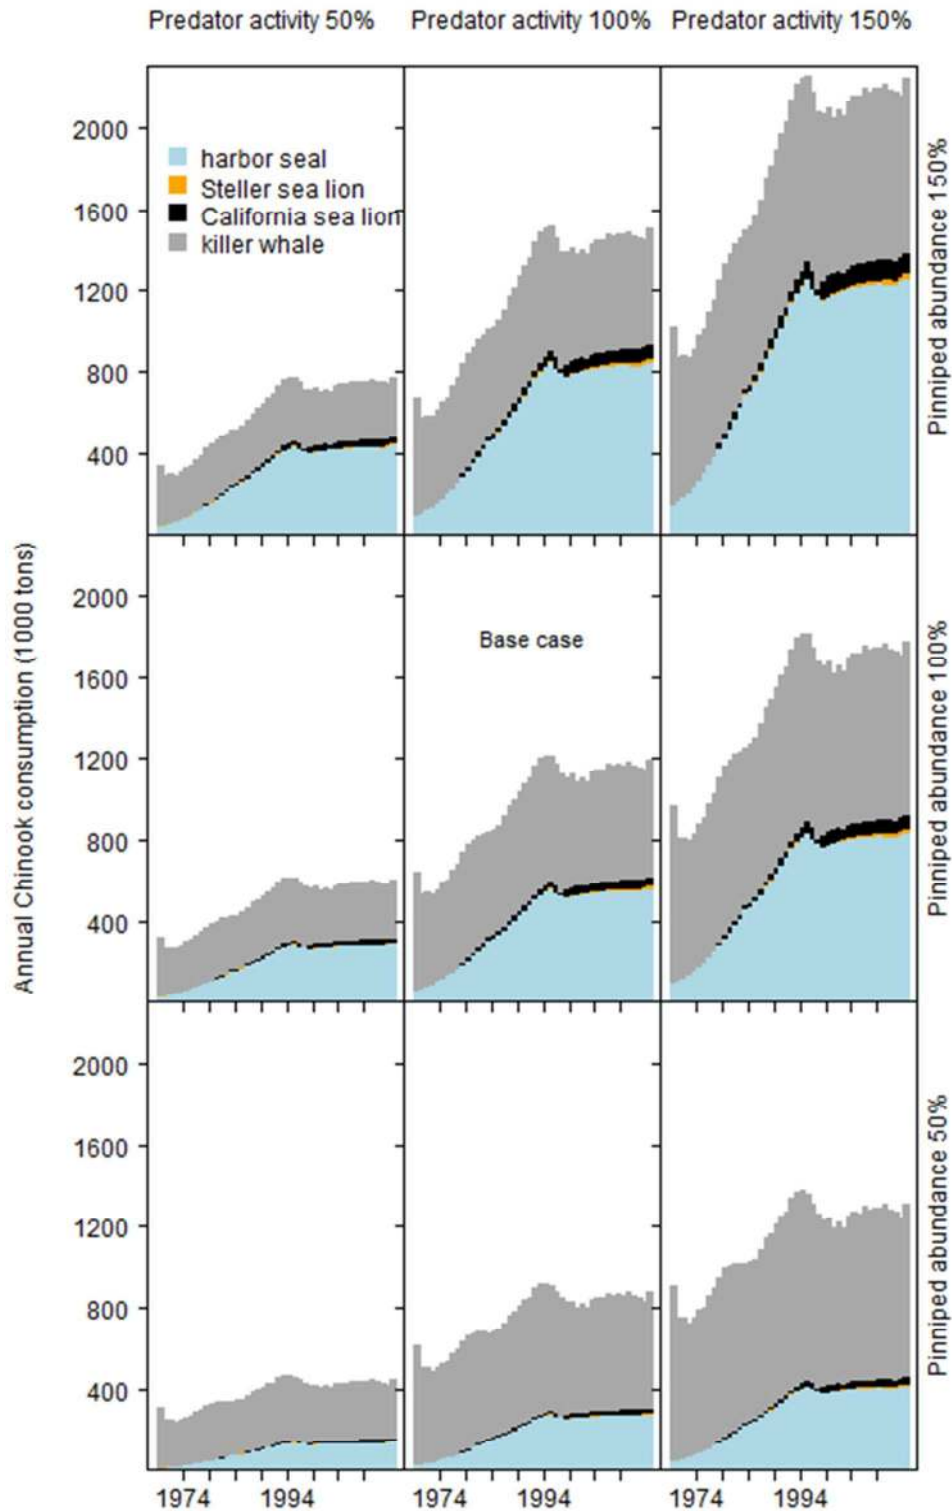 Predator activity 50%
Predator activity 100%
Predator activity 150%
2000
1600
1200
800
400
harbor seal
Steller sea lion
California sea lion
killer whale
Pinniped abundance 150%
Annual Chinook consumption (1000 tons)
2000
1600
1200
800
400
Base case
Pinniped abundance 100%
2000
1600
1200
800
400
Pinniped abundance 50%
1974
1994
1974
1994
1974
1994